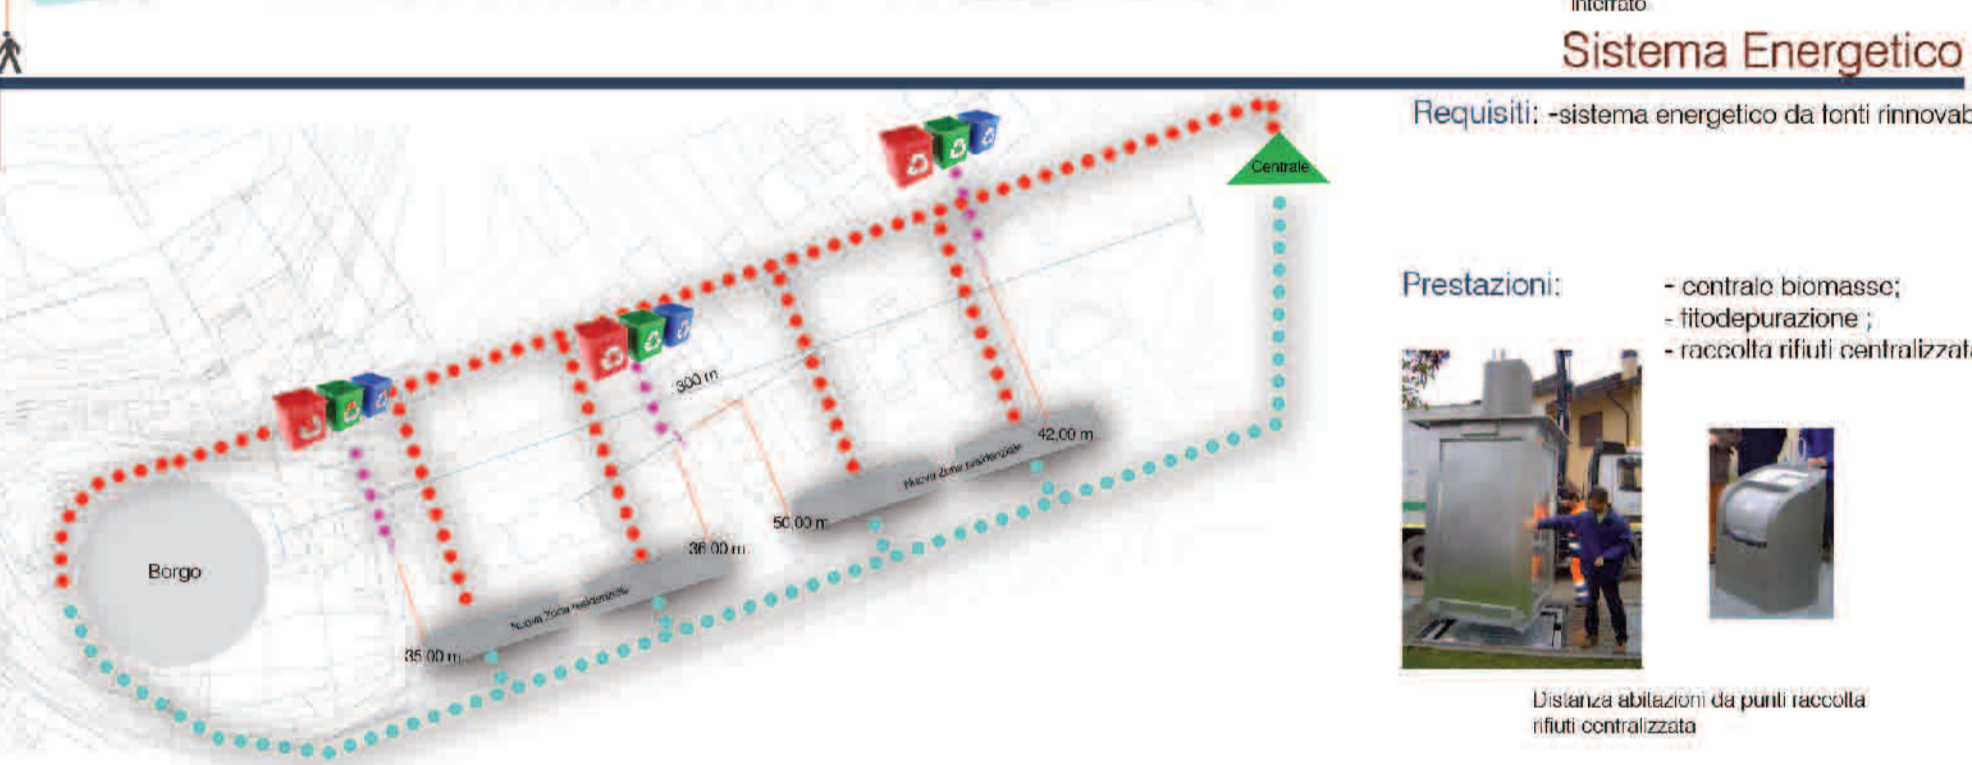 interrato
Sistema Energetico
Requisiti: -sistema energetico da fonti rinnovab
Centrale
Prestazioni: - centrale biomasse;
- fitodepurazione ;
- raccolta rifiuti centralizzata
300 m
42,00 m
Nuova Zona residenziale
50,00 m
36,00 m
Borgo
Nuova Zona residenziale
35,00 m
Distanza abitazioni da punti raccolta
rifiuti centralizzata